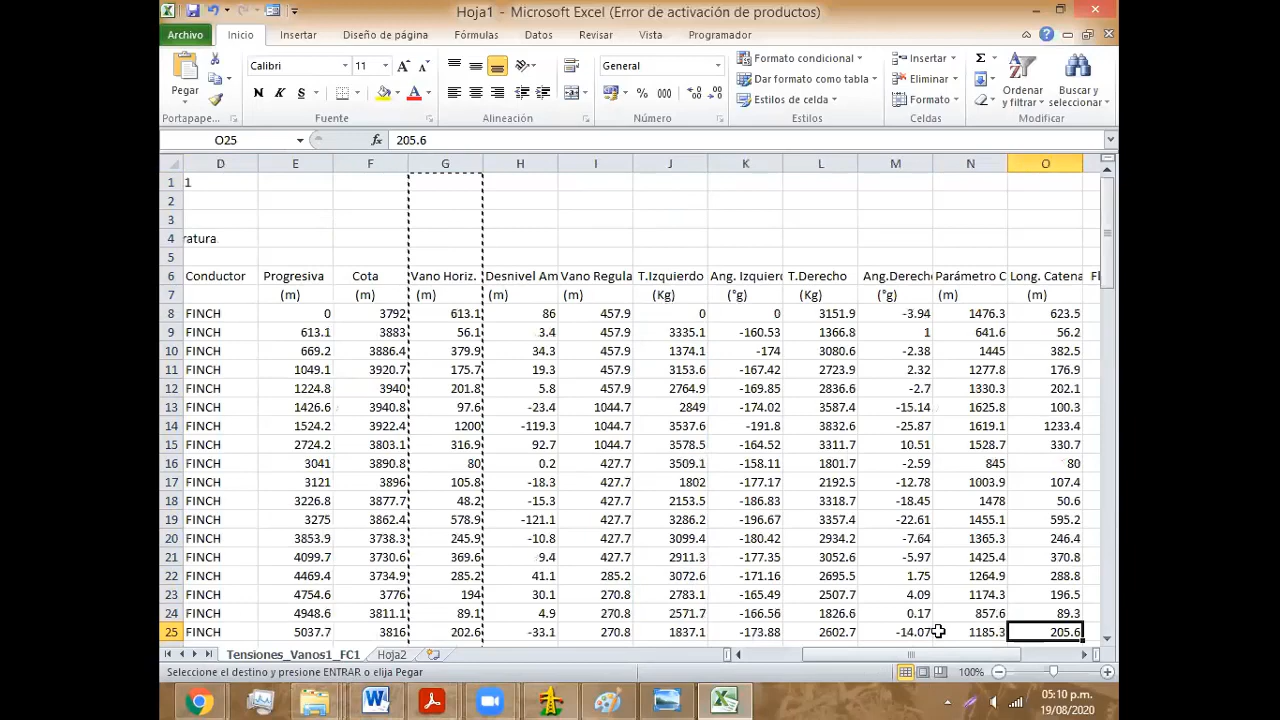 Hoja1 - Microsoft Excel (Error de activación de productos)
Archivo Inicio Insertar Diseño de página Fórmulas Datos Revisar Vista Programador
Pegar
Calibri 11
N K S
General
% 000
Formato condicional
Dar formato como tabla
Estilos de celda
Insertar
Eliminar
Formato
Ordenar y filtrar
Buscar y seleccionar
Portapape... Fuente Alineación Número Estilos Celdas Modificar
O25 fx 205.6
D E F G H I J K L M N O
1 1
2
3
4 ratura
5
6 Conductor Progresiva Cota Vano Horiz. Desnivel Am Vano Regula T.Izquierdo Ang. Izquierd T.Derecho Ang.Derech Parámetro C Long. Catena Fl
7 (m) (m) (m) (m) (m) (Kg) (°g) (Kg) (°g) (m) (m)
8 FINCH 0 3792 613.1 86 457.9 0 0 3151.9 -3.94 1476.3 623.5
9 FINCH 613.1 3883 56.1 3.4 457.9 3335.1 -160.53 1366.8 1 641.6 56.2
10 FINCH 669.2 3886.4 379.9 34.3 457.9 1374.1 -174 3080.6 -2.38 1445 382.5
11 FINCH 1049.1 3920.7 175.7 19.3 457.9 3153.6 -167.42 2723.9 2.32 1277.8 176.9
12 FINCH 1224.8 3940 201.8 5.8 457.9 2764.9 -169.85 2836.6 -2.7 1330.3 202.1
13 FINCH 1426.6 3940.8 97.6 -23.4 1044.7 2849 -174.02 3587.4 -15.14 1625.8 100.3
14 FINCH 1524.2 3922.4 1200 -119.3 1044.7 3537.6 -191.8 3832.6 -25.87 1619.1 1233.4
15 FINCH 2724.2 3803.1 316.9 92.7 1044.7 3578.5 -164.52 3311.7 10.51 1528.7 330.7
16 FINCH 3041 3890.8 80 0.2 427.7 3509.1 -158.11 1801.7 -2.59 845 80
17 FINCH 3121 3896 105.8 -18.3 427.7 1802 -177.17 2192.5 -12.78 1003.9 107.4
18 FINCH 3226.8 3877.7 48.2 -15.3 427.7 2153.5 -186.83 3318.7 -18.45 1478 50.6
19 FINCH 3275 3862.4 578.9 -121.1 427.7 3286.2 -196.67 3357.4 -22.61 1455.1 595.2
20 FINCH 3853.9 3738.3 245.9 -10.8 427.7 3099.4 -180.42 2934.2 -7.64 1365.3 246.4
21 FINCH 4099.7 3730.6 369.6 9.4 427.7 2911.3 -177.35 3052.6 -5.97 1425.4 370.8
22 FINCH 4469.4 3734.9 285.2 41.1 285.2 3072.6 -171.16 2695.5 1.75 1264.9 288.8
23 FINCH 4754.6 3776 194 30.1 270.8 2783.1 -165.49 2507.7 4.09 1174.3 196.5
24 FINCH 4948.6 3811.1 89.1 4.9 270.8 2571.7 -166.56 1826.6 0.17 857.6 89.3
25 FINCH 5037.7 3816 202.6 -33.1 270.8 1837.1 -173.88 2602.7 -14.07 1185.3 205.6
Tensiones_Vanos1_FC1 Hoja2
Seleccione el destino y presione ENTRAR o elija Pegar 100%
05:10 p.m.
19/08/2020